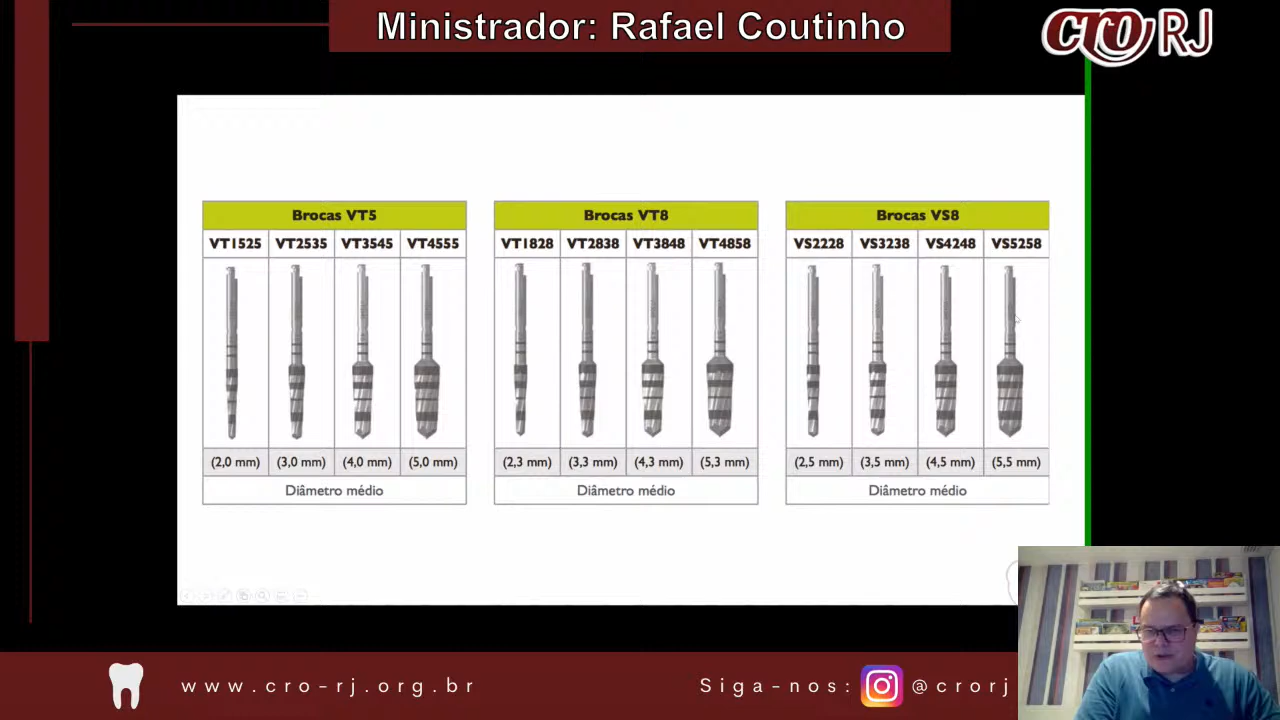 Ministrador: Rafael Coutinho
CRO RJ
Brocas VT5
VT1525 VT2535 VT3545 VT4555
(2,0 mm) (3,0 mm) (4,0 mm) (5,0 mm)
Diâmetro médio
Brocas VT8
VT1828 VT2838 VT3848 VT4858
(2,3 mm) (3,3 mm) (4,3 mm) (5,3 mm)
Diâmetro médio
Brocas VS8
VS2228 VS3238 VS4248 VS5258
(2,5 mm) (3,5 mm) (4,5 mm) (5,5 mm)
Diâmetro médio
www.cro-rj.org.br
Siga-nos: @crorj